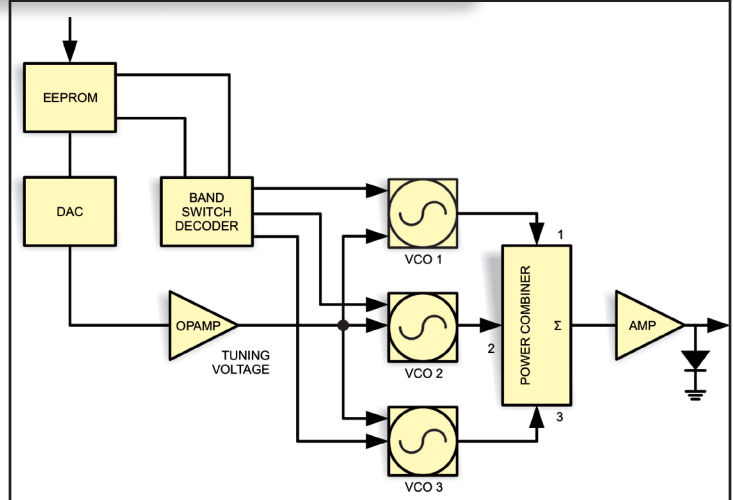 EEPROM
DAC
BAND
SWITCH
DECODER
OPAMP
TUNING
VOLTAGE
VCO 1
VCO 2
VCO 3
1
2
3
POWER COMBINER
Σ
AMP